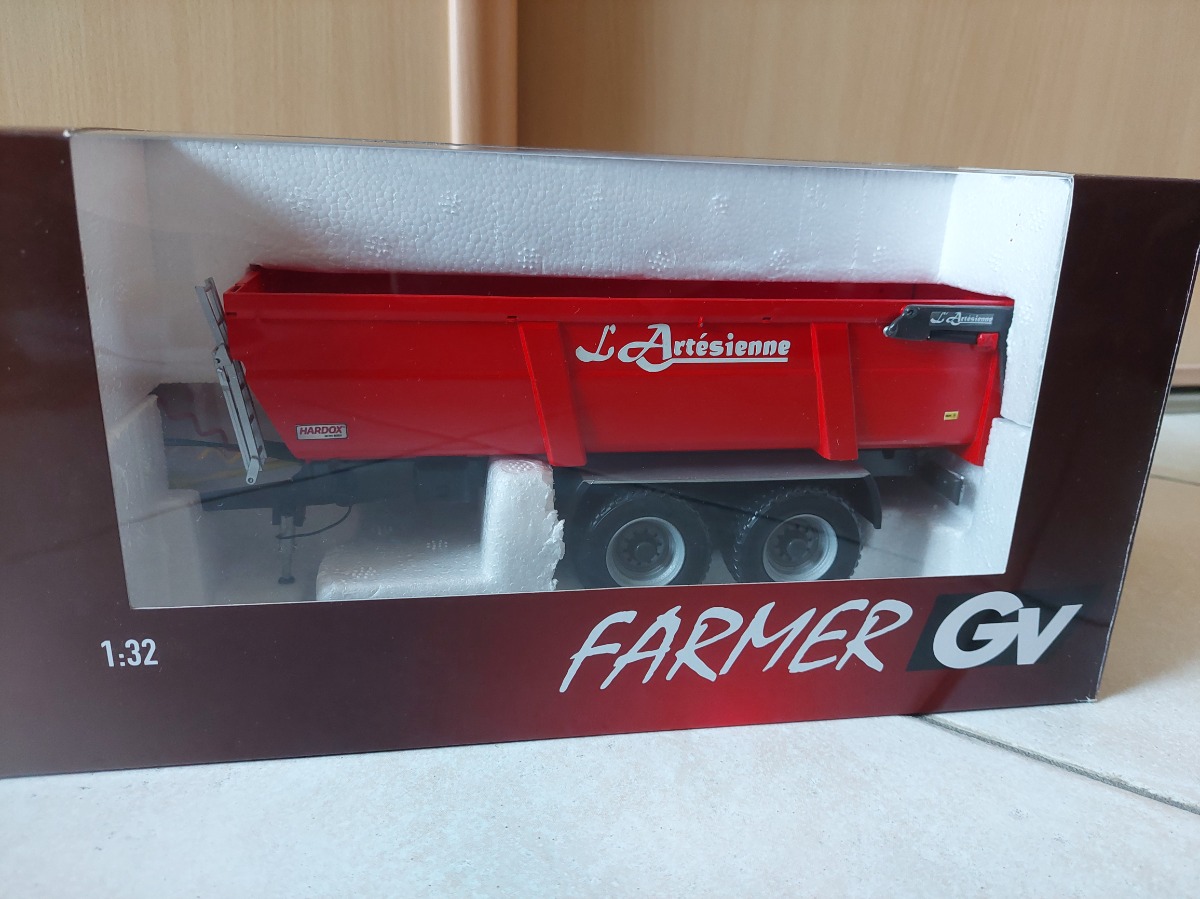 L'Artésienne
L'Artésienne
HARDOX
1:32
FARMER GV